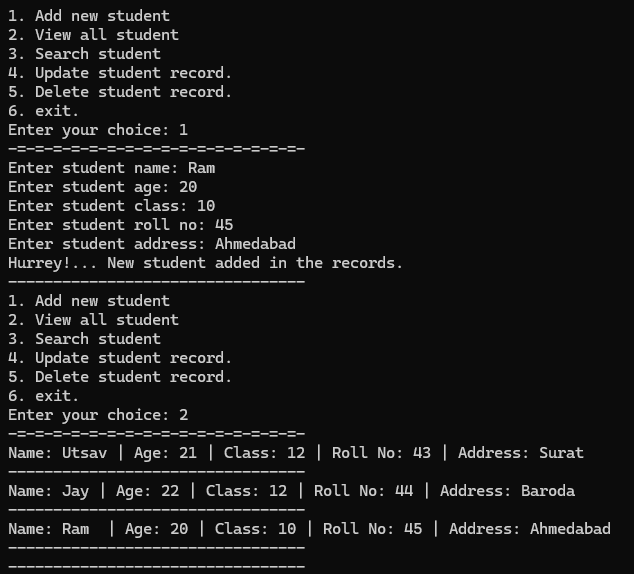 1. Add new student
2. View all student
3. Search student
4. Update student record.
5. Delete student record.
6. exit.
Enter your choice: 1
-=-=-=-=-=-=-=-=-=-=-=-=-=-=-=-=-
Enter student name: Ram
Enter student age: 20
Enter student class: 10
Enter student roll no: 45
Enter student address: Ahmedabad
Hurrey!... New student added in the records.
---------------------------------
1. Add new student
2. View all student
3. Search student
4. Update student record.
5. Delete student record.
6. exit.
Enter your choice: 2
-=-=-=-=-=-=-=-=-=-=-=-=-=-=-=-=-
Name: Utsav | Age: 21 | Class: 12 | Roll No: 43 | Address: Surat
---------------------------------
Name: Jay | Age: 22 | Class: 12 | Roll No: 44 | Address: Baroda
---------------------------------
Name: Ram  | Age: 20 | Class: 10 | Roll No: 45 | Address: Ahmedabad
---------------------------------
---------------------------------